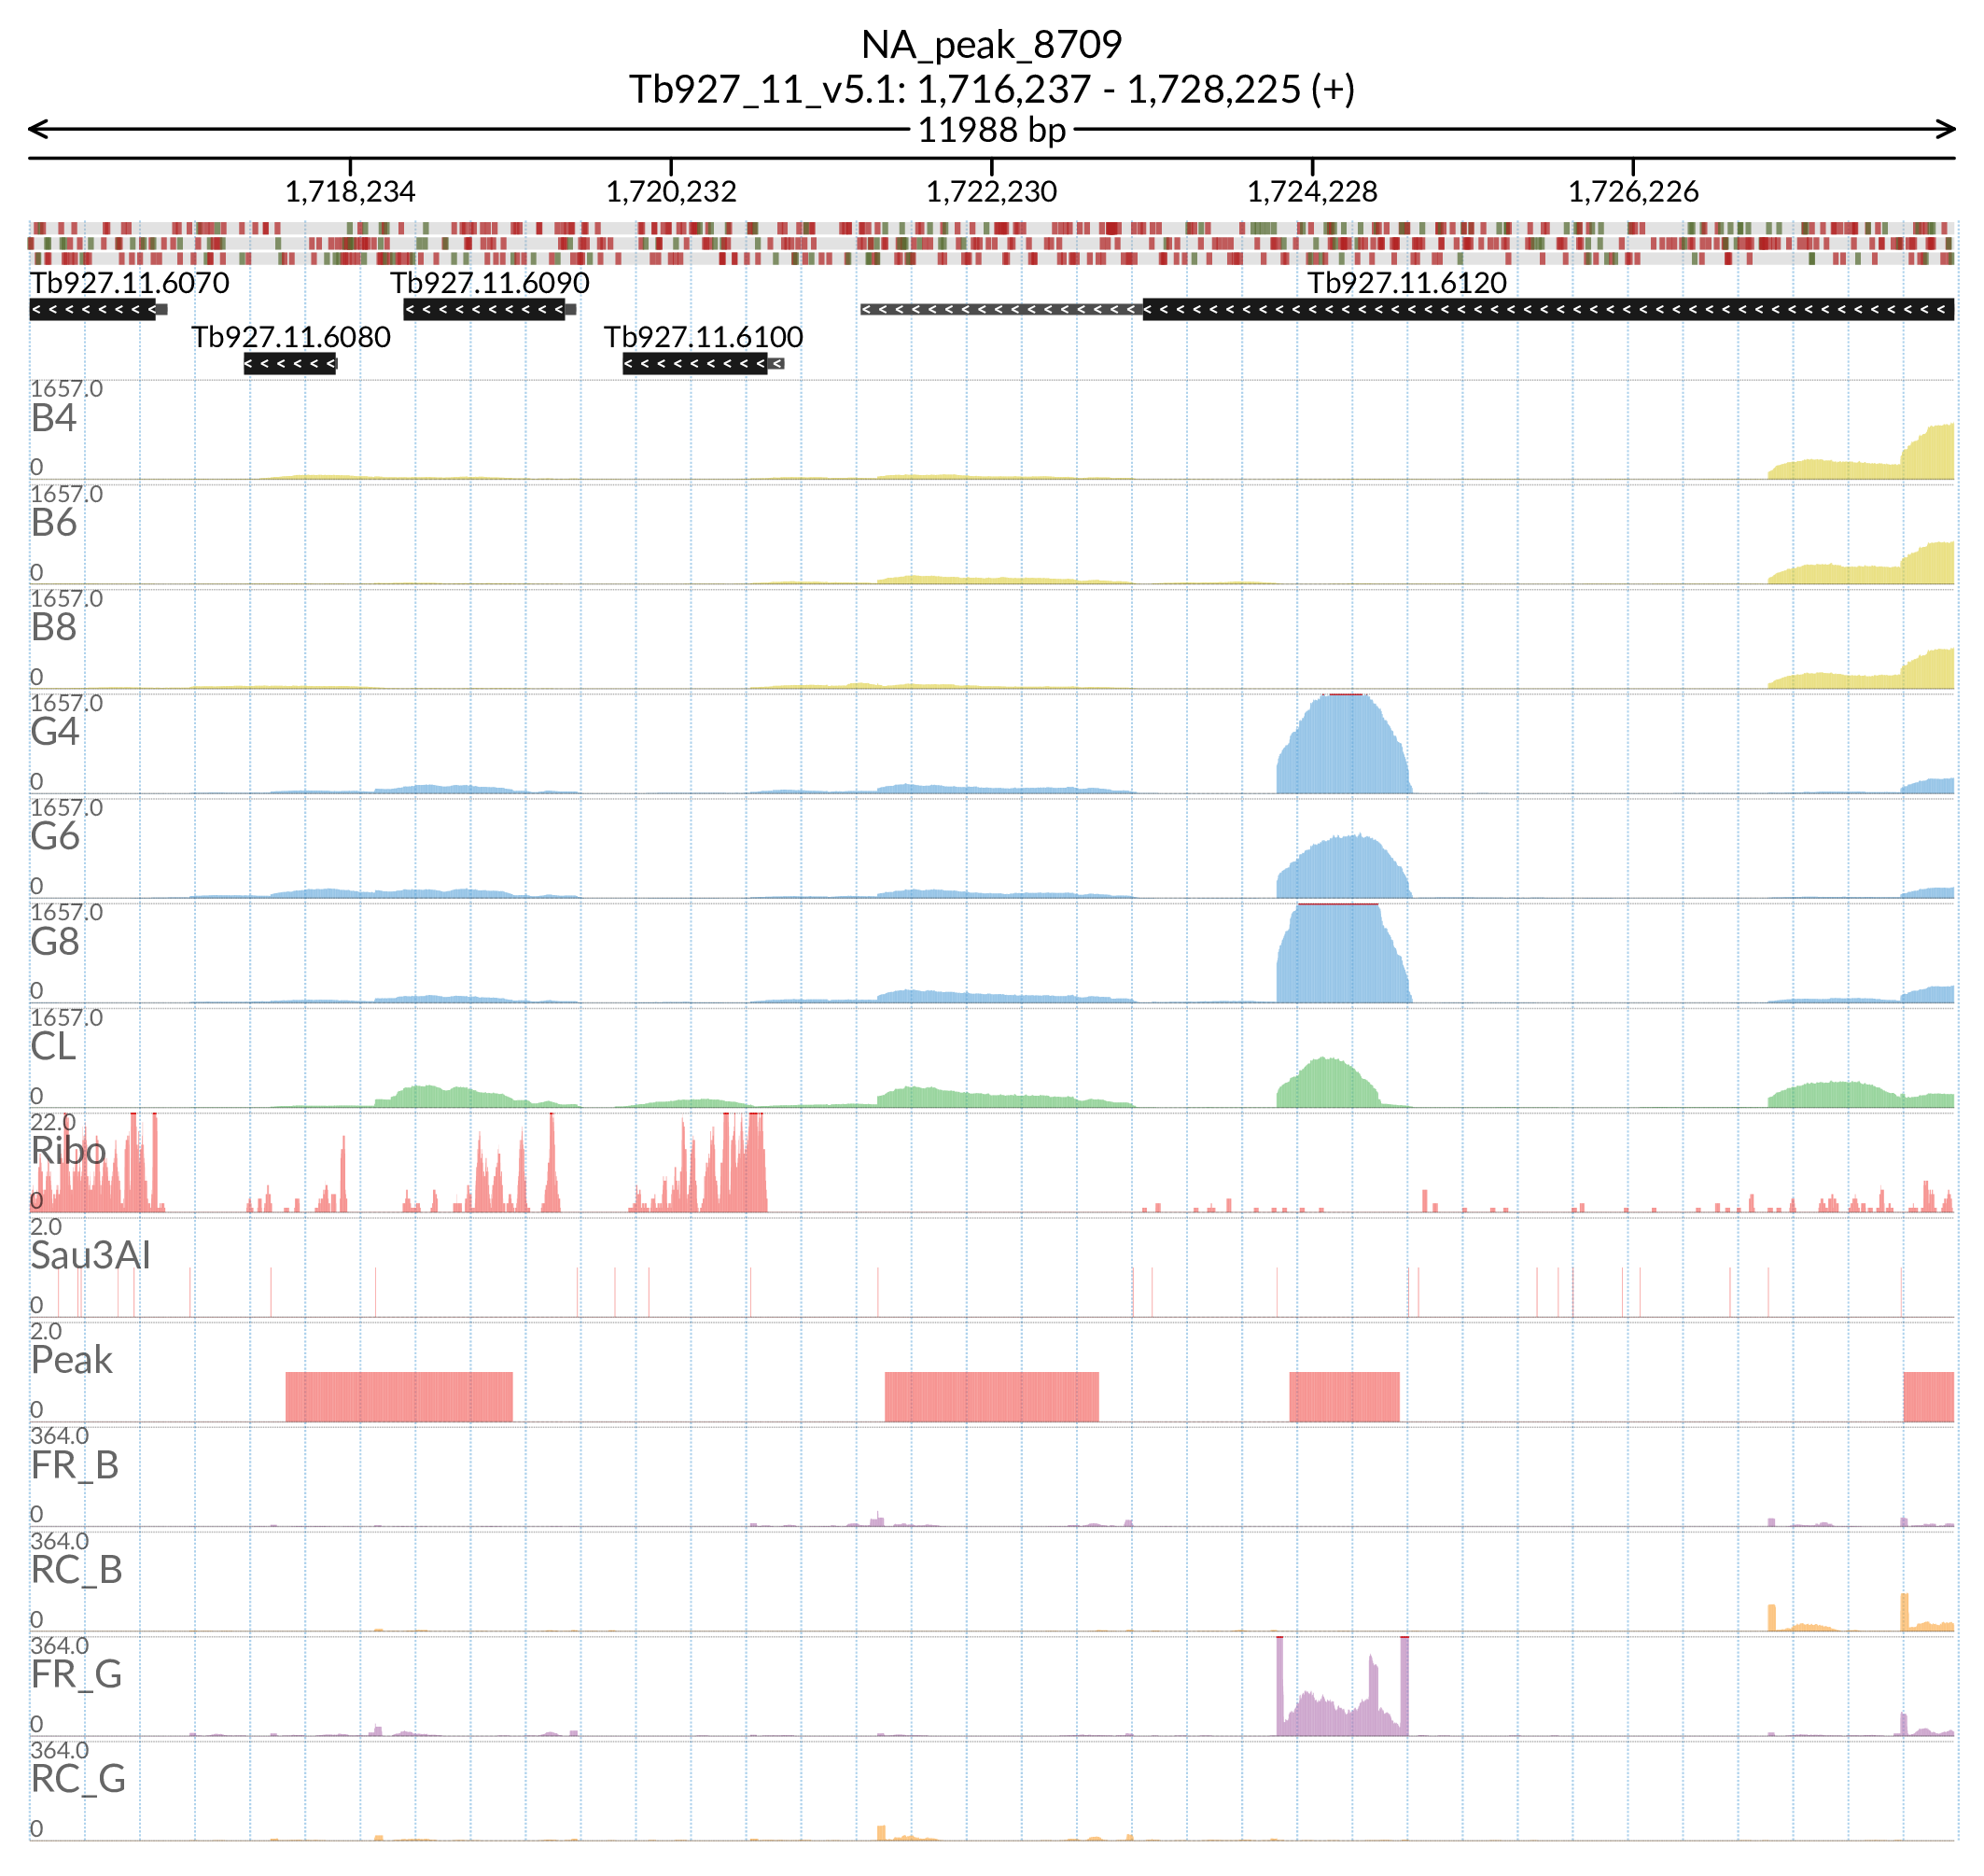 NA_peak_8709
Tb927_11_v5.1: 1,716,237 - 1,728,225 (+)
11988 bp
1,718,234 1,720,232 1,722,230 1,724,228 1,726,226
Tb927.11.6070 Tb927.11.6090 Tb927.11.6120
Tb927.11.6080 Tb927.11.6100
1657.0
B4
0
1657.0
B6
0
1657.0
B8
0
1657.0
G4
0
1657.0
G6
0
1657.0
G8
0
1657.0
CL
0
22.0
Ribo
0
2.0
Sau3AI
0
2.0
Peak
0
364.0
FR_B
0
364.0
RC_B
0
364.0
FR_G
0
364.0
RC_G
0